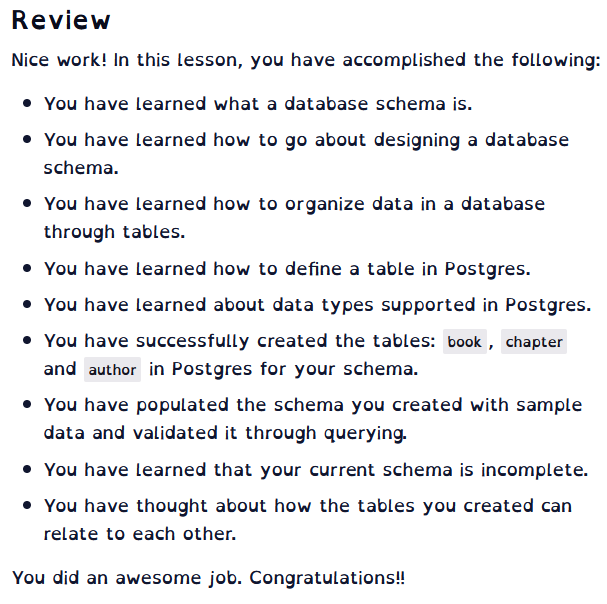 Review
Nice work! In this lesson, you have accomplished the following:
• You have learned what a database schema is.
• You have learned how to go about designing a database
schema.
• You have learned how to organize data in a database
through tables.
• You have learned how to define a table in Postgres.
• You have learned about data types supported in Postgres.
• You have successfully created the tables: book, chapter
and author in Postgres for your schema.
• You have populated the schema you created with sample
data and validated it through querying.
• You have learned that your current schema is incomplete.
• You have thought about how the tables you created can
relate to each other.
You did an awesome job. Congratulations!!